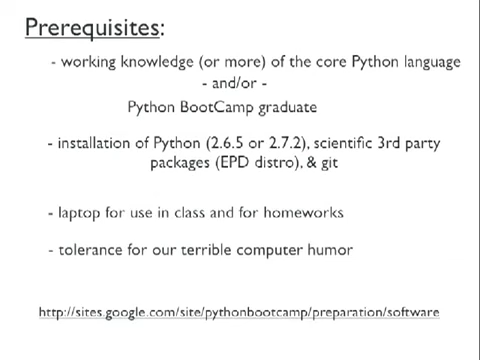 Prerequisites:
- working knowledge (or more) of the core Python language
- and/or -
Python BootCamp graduate
- installation of Python (2.6.5 or 2.7.2), scientific 3rd party
packages (EPD distro), & git
- laptop for use in class and for homeworks
- tolerance for our terrible computer humor
http://sites.google.com/site/pythonbootcamp/preparation/software